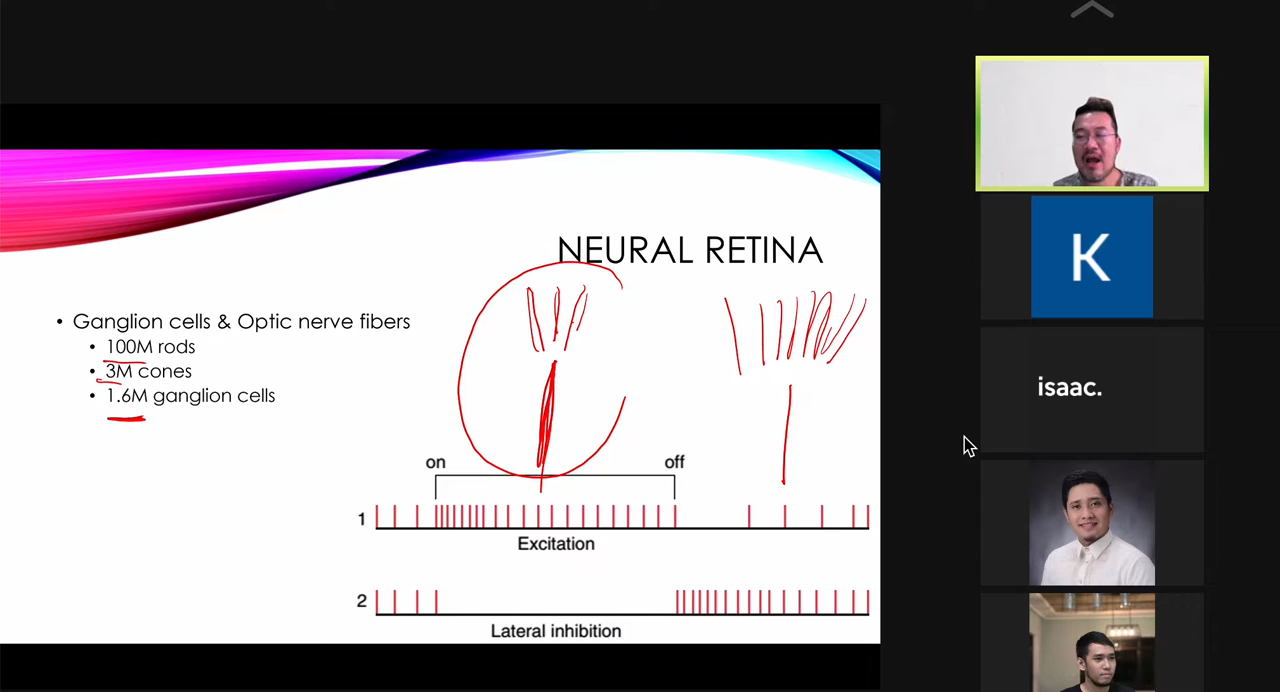 NEURAL RETINA
• Ganglion cells & Optic nerve fibers
• 100M rods
• 3M cones
• 1.6M ganglion cells
on off
1
Excitation
2
Lateral inhibition
K
isaac.